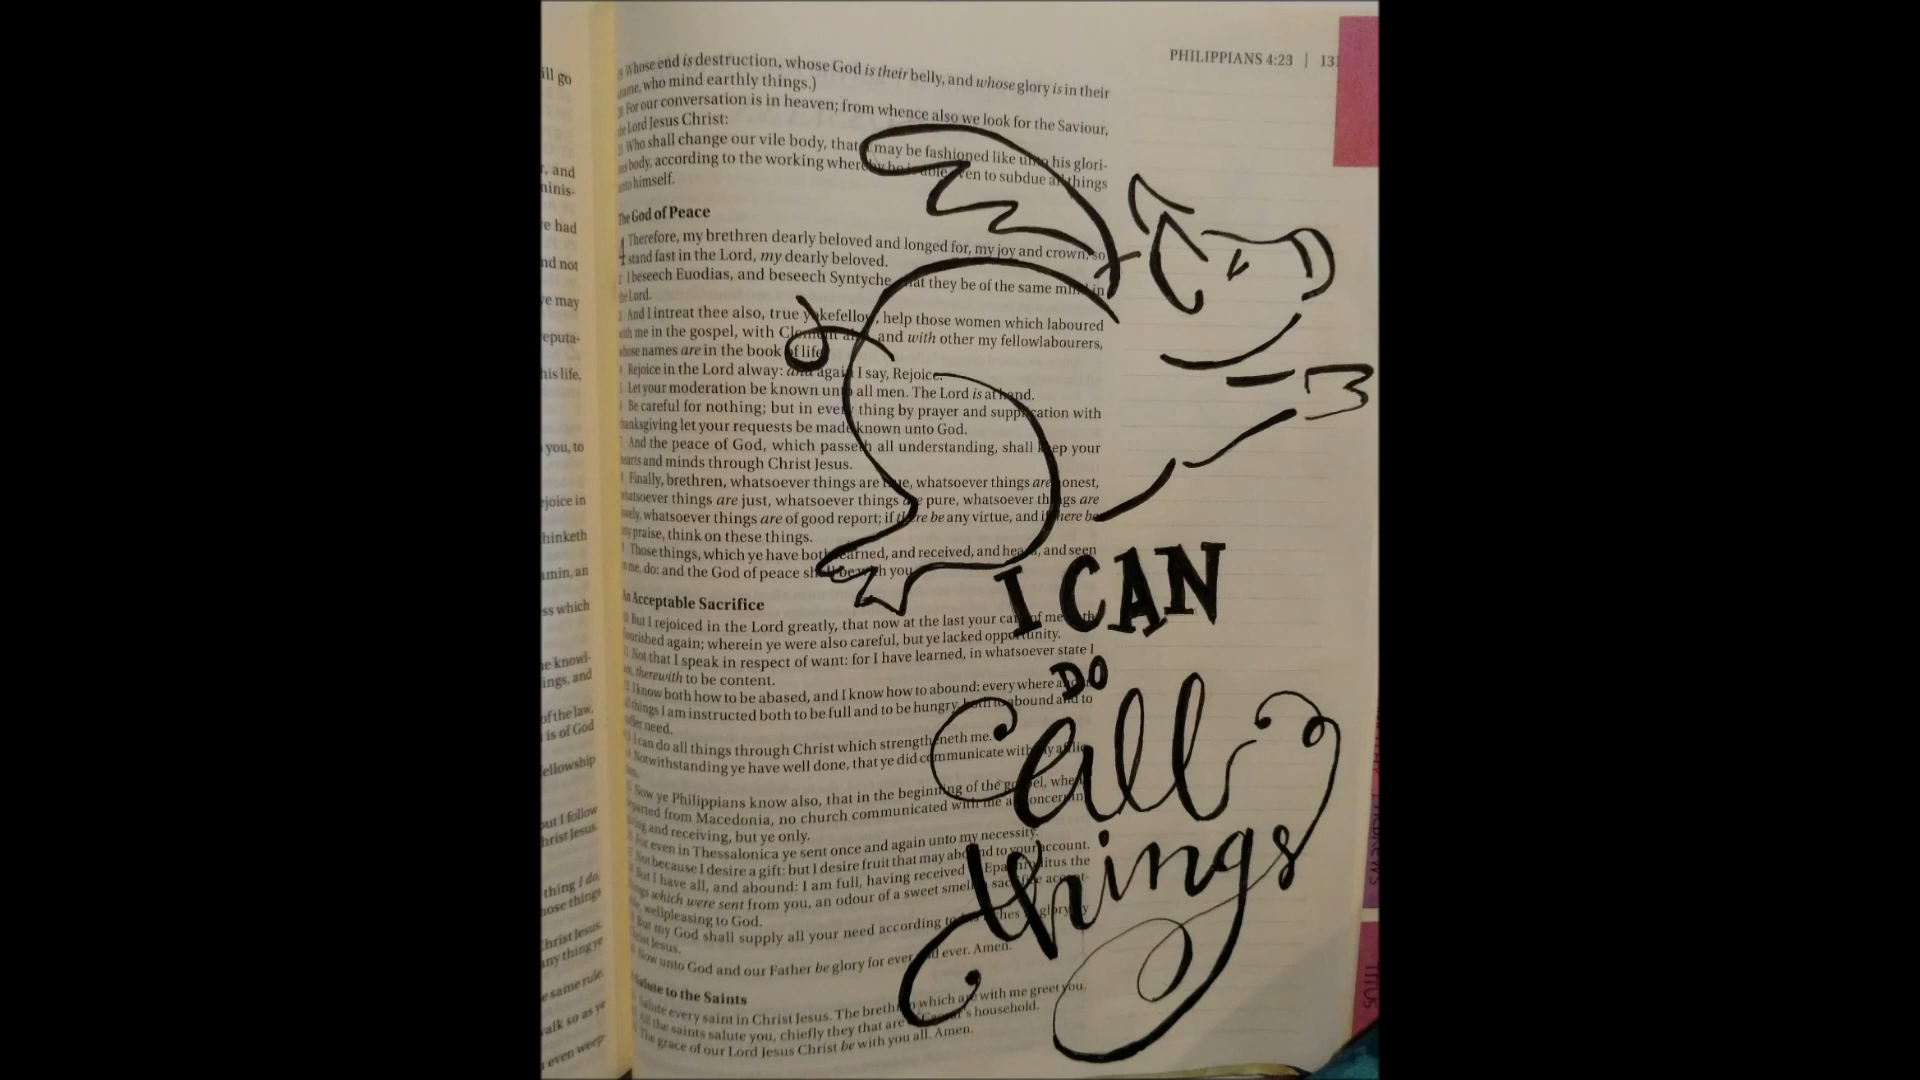 PHILIPPIANS 4:23 | 13
Whose end is destruction, whose God is their belly, and whose glory is in their
who mind earthly things.)
For our conversation is in heaven; from whence also we look for the Saviour,
Lord Jesus Christ:
Who shall change our vile body, that may be fashioned like unto his glori-
body, according to the working whereby he is able even to subdue all things
unto himself.
The God of Peace
4 Therefore, my brethren dearly beloved and longed for, my joy and crown, so
stand fast in the Lord, my dearly beloved.
2 I beseech Euodias, and beseech Syntyche, that they be of the same mind in
the Lord.
And I intreat thee also, true yokefellow, help those women which laboured
with me in the gospel, with Clement also, and with other my fellowlabourers,
whose names are in the book of life.
Rejoice in the Lord alway: and again I say, Rejoice.
Let your moderation be known unto all men. The Lord is at hand.
Be careful for nothing; but in every thing by prayer and supplication with
thanksgiving let your requests be made known unto God.
And the peace of God, which passeth all understanding, shall keep your
hearts and minds through Christ Jesus.
Finally, brethren, whatsoever things are true, whatsoever things are honest,
whatsoever things are just, whatsoever things are pure, whatsoever things are
lovely, whatsoever things are of good report; if there be any virtue, and if there be
any praise, think on these things.
Those things, which ye have both learned, and received, and heard, and seen
in me, do: and the God of peace shall be with you.
An Acceptable Sacrifice
But I rejoiced in the Lord greatly, that now at the last your care of me hath
flourished again; wherein ye were also careful, but ye lacked opportunity.
Not that I speak in respect of want: for I have learned, in whatsoever state I
am, therewith to be content.
I know both how to be abased, and I know how to abound: every where and in
all things I am instructed both to be full and to be hungry, both to abound and to
suffer need.
I can do all things through Christ which strengtheneth me.
Notwithstanding ye have well done, that ye did communicate with my afflic-
Now ye Philippians know also, that in the beginning of the gospel, when
departed from Macedonia, no church communicated with me as concerning
giving and receiving, but ye only.
For even in Thessalonica ye sent once and again unto my necessity.
Not because I desire a gift: but I desire fruit that may abound to your account.
But I have all, and abound: I am full, having received of Epaphroditus the
things which were sent from you, an odour of a sweet smell, a sacrifice accept-
wellpleasing to God.
But my God shall supply all your need according to his riches in glory by
Christ Jesus.
Now unto God and our Father be glory for ever and ever. Amen.
Salute to the Saints
Salute every saint in Christ Jesus. The brethren which are with me greet you.
All the saints salute you, chiefly they that are of Caesar's household.
The grace of our Lord Jesus Christ be with you all. Amen.
I CAN
DO
all
things
TITUS